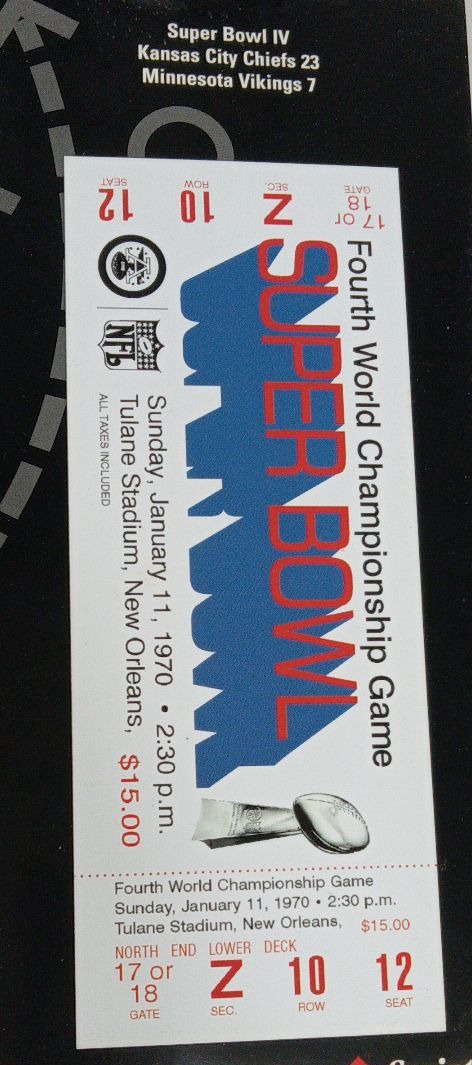 Super Bowl IV
Kansas City Chiefs 23
Minnesota Vikings 7
12
SEAT
10
ROW
N
SEC.
17 or
18
GATE
Fourth World Championship Game
SUPER BOWL
NFL
Sunday, January 11, 1970 • 2:30 p.m.
Tulane Stadium, New Orleans, $15.00
ALL TAXES INCLUDED
Fourth World Championship Game
Sunday, January 11, 1970 • 2:30 p.m.
Tulane Stadium, New Orleans, $15.00
NORTH END LOWER DECK
17 or
18
GATE
Z
SEC.
10
ROW
12
SEAT